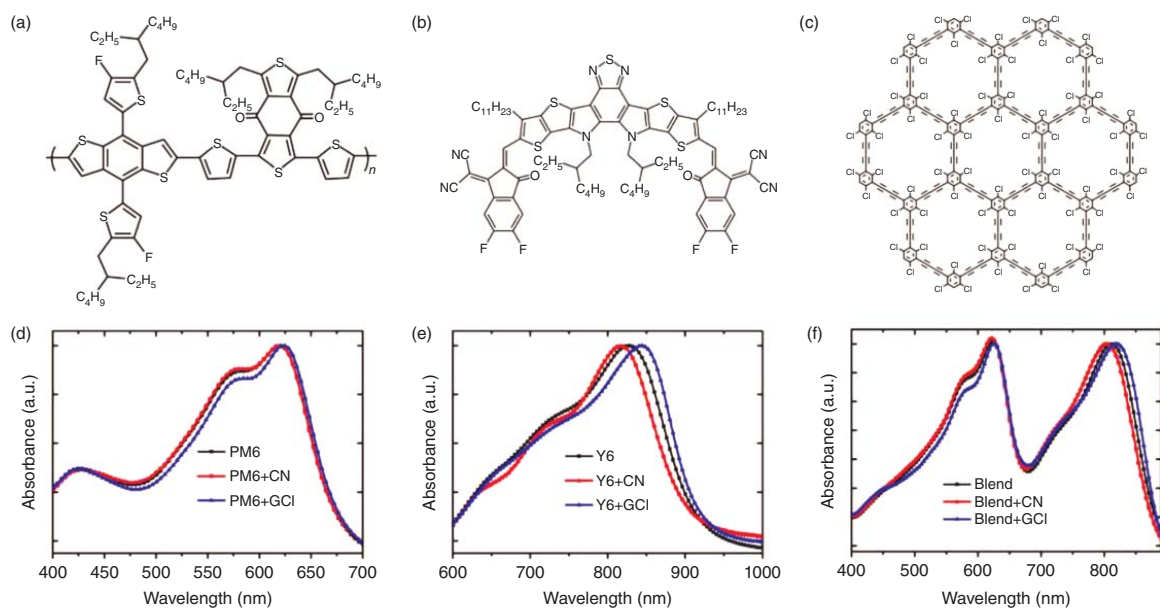 (a)
C4H9
C2H5
F
S
S
S
S
S
S
F
C4H9
C2H5
C4H9
C2H5
S
C4H9
C2H5
O
O
S
S
n
(b)
N
S
N
C11H23
S
S
C11H23
S
N
N
S
NC
CN
O
C2H5
C4H9
C2H5
C4H9
O
CN
CN
F
F
F
F
(c)
Cl
(d)
Absorbance (a.u.)
PM6
PM6+CN
PM6+GCl
400 450 500 550 600 650 700
Wavelength (nm)
(e)
Absorbance (a.u.)
Y6
Y6+CN
Y6+GCl
600 700 800 900 1000
Wavelength (nm)
(f)
Absorbance (a.u.)
Blend
Blend+CN
Blend+GCl
400 500 600 700 800
Wavelength (nm)